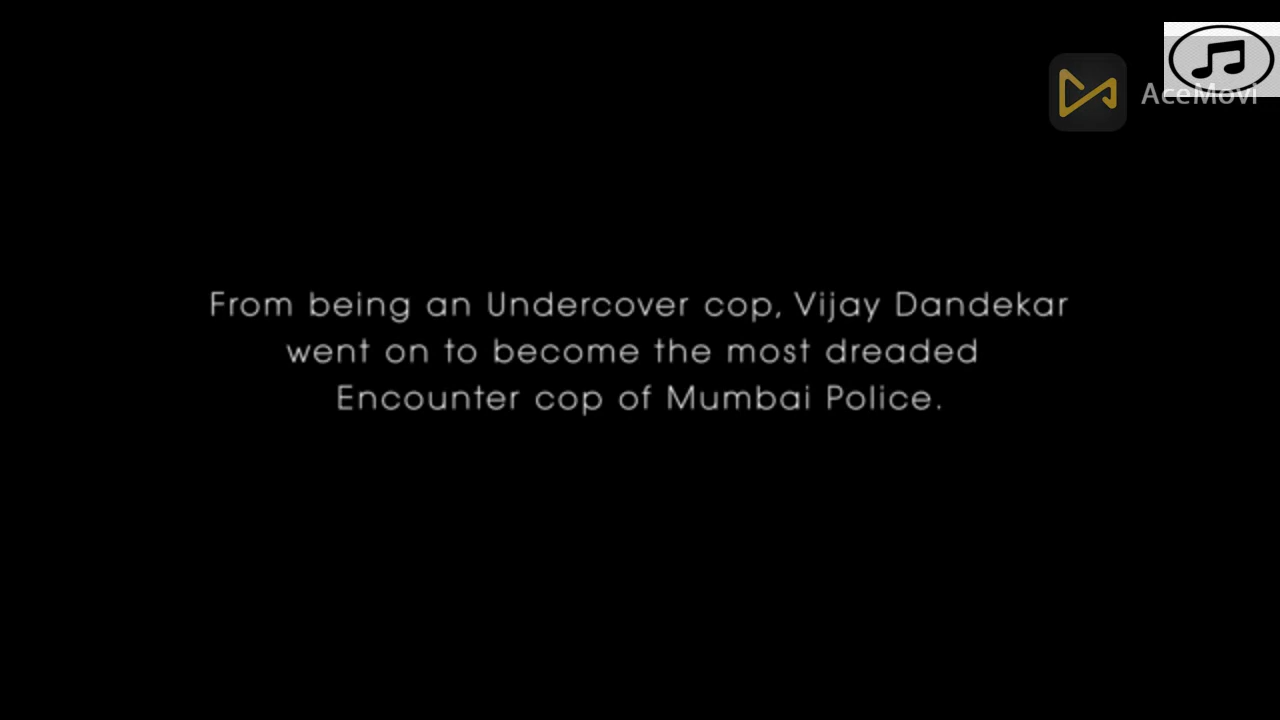 AceMovi
From being an Undercover cop, Vijay Dandekar
went on to become the most dreaded
Encounter cop of Mumbai Police.